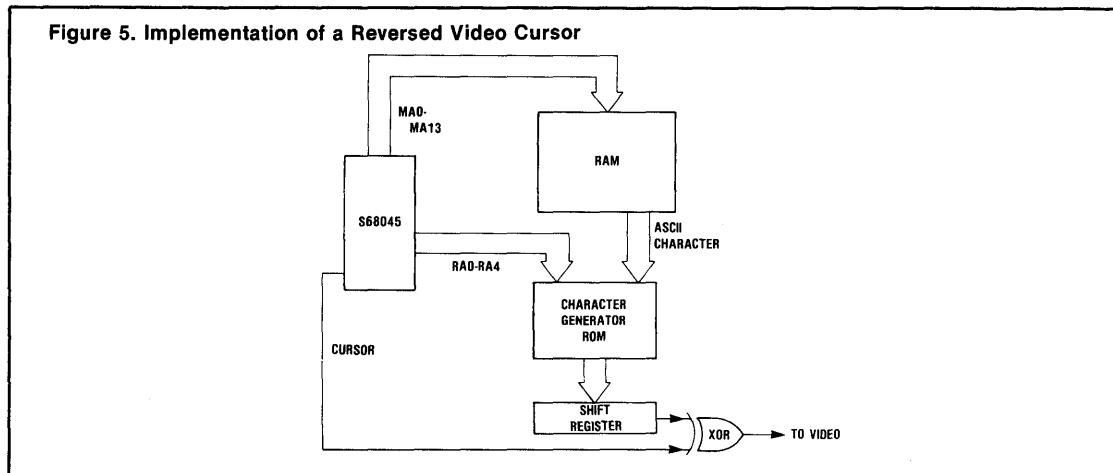 Figure 5. Implementation of a Reversed Video Cursor
MA0-
MA13
RAM
S68045
ASCII
CHARACTER
RA0-RA4
CHARACTER
GENERATOR
ROM
CURSOR
SHIFT
REGISTER
XOR
TO VIDEO